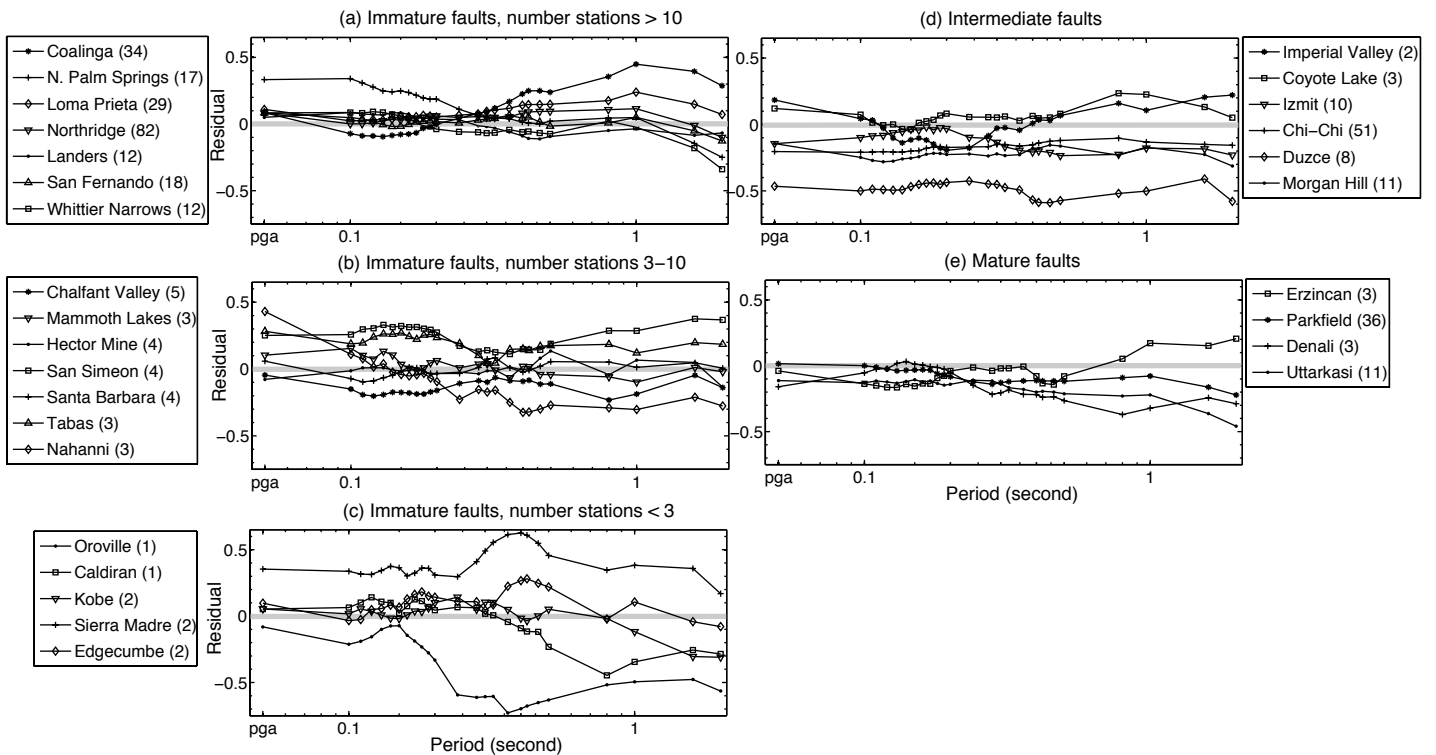 (a) Immature faults, number stations > 10
Coalinga (34)
N. Palm Springs (17)
Loma Prieta (29)
Northridge (82)
Landers (12)
San Fernando (18)
Whittier Narrows (12)
Residual
0.5
0
−0.5
pga
0.1
1
(b) Immature faults, number stations 3−10
Chalfant Valley (5)
Mammoth Lakes (3)
Hector Mine (4)
San Simeon (4)
Santa Barbara (4)
Tabas (3)
Nahanni (3)
Residual
0.5
0
−0.5
pga
0.1
1
(c) Immature faults, number stations < 3
Oroville (1)
Caldiran (1)
Kobe (2)
Sierra Madre (2)
Edgecumbe (2)
Residual
0.5
0
−0.5
pga
0.1
1
Period (second)
(d) Intermediate faults
Imperial Valley (2)
Coyote Lake (3)
Izmit (10)
Chi−Chi (51)
Duzce (8)
Morgan Hill (11)
0.5
0
−0.5
pga
0.1
1
(e) Mature faults
Erzincan (3)
Parkfield (36)
Denali (3)
Uttarkasi (11)
0.5
0
−0.5
pga
0.1
1
Period (second)